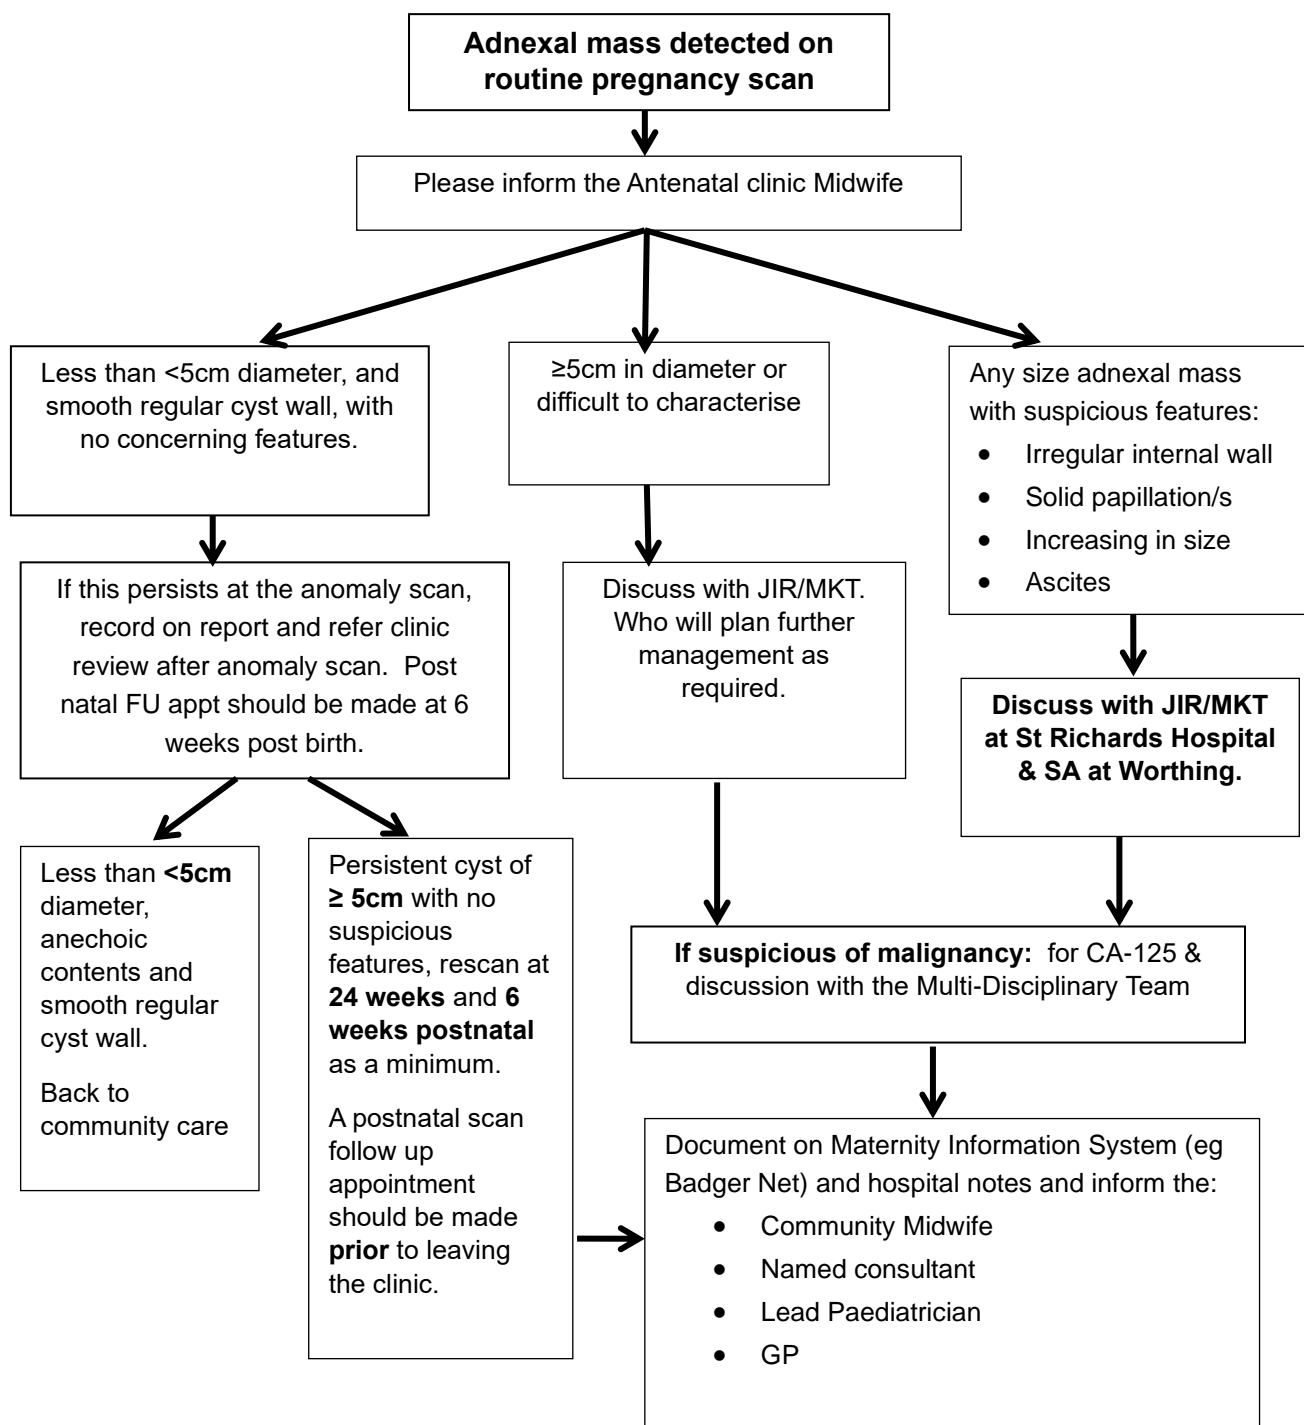 Adnexal mass detected on
routine pregnancy scan
Please inform the Antenatal clinic Midwife
Less than <5cm diameter, and
smooth regular cyst wall, with
no concerning features.
≥5cm in diameter or
difficult to characterise
Any size adnexal mass
with suspicious features:
• Irregular internal wall
• Solid papillation/s
• Increasing in size
• Ascites
If this persists at the anomaly scan,
record on report and refer clinic
review after anomaly scan. Post
natal FU appt should be made at 6
weeks post birth.
Discuss with JIR/MKT.
Who will plan further
management as
required.
Discuss with JIR/MKT
at St Richards Hospital
& SA at Worthing.
Less than <5cm
diameter,
anechoic
contents and
smooth regular
cyst wall.
Back to
community care
Persistent cyst of
≥ 5cm with no
suspicious
features, rescan at
24 weeks and 6
weeks postnatal
as a minimum.
A postnatal scan
follow up
appointment
should be made
prior to leaving
the clinic.
If suspicious of malignancy: for CA-125 &
discussion with the Multi-Disciplinary Team
Document on Maternity Information System (eg
Badger Net) and hospital notes and inform the:
• Community Midwife
• Named consultant
• Lead Paediatrician
• GP